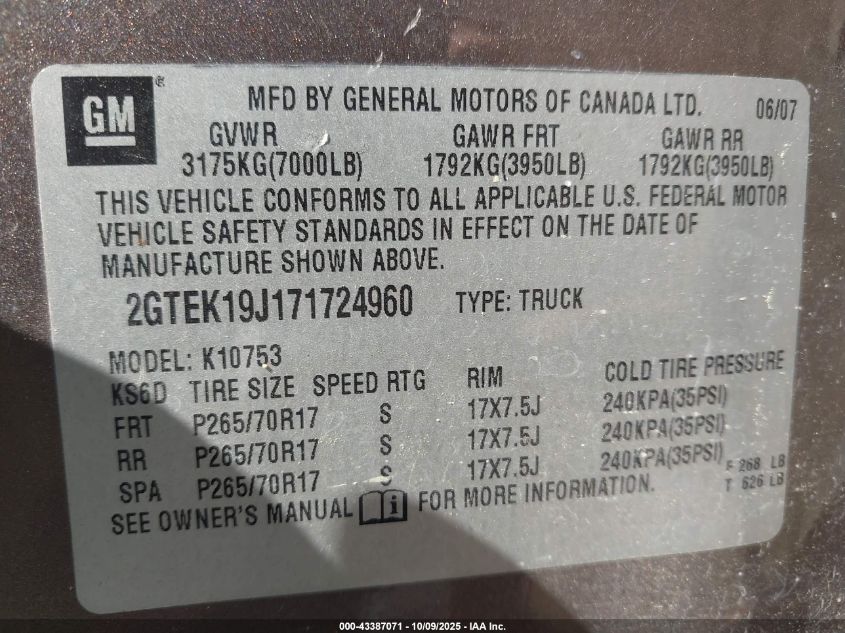 GM ®
MFD BY GENERAL MOTORS OF CANADA LTD. 06/07
GVWR GAWR FRT GAWR RR
3175KG(7000LB) 1792KG(3950LB) 1792KG(3950LB)
THIS VEHICLE CONFORMS TO ALL APPLICABLE U.S. FEDERAL MOTOR
VEHICLE SAFETY STANDARDS IN EFFECT ON THE DATE OF
MANUFACTURE SHOWN ABOVE.
2GTEK19J171724960 TYPE: TRUCK
MODEL: K10753
KS6D TIRE SIZE SPEED RTG RIM COLD TIRE PRESSURE
FRT P265/70R17 S 17X7.5J 240KPA(35PSI)
RR P265/70R17 S 17X7.5J 240KPA(35PSI)
SPA P265/70R17 S 17X7.5J 240KPA(35PSI) F 268 LB
T 626 LB
SEE OWNER'S MANUAL i FOR MORE INFORMATION.
000-43387071 - 10/09/2025 - IAA Inc.